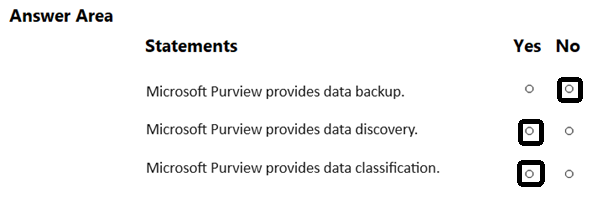 Answer Area
Statements Yes No
Microsoft Purview provides data backup.
Microsoft Purview provides data discovery.
Microsoft Purview provides data classification.